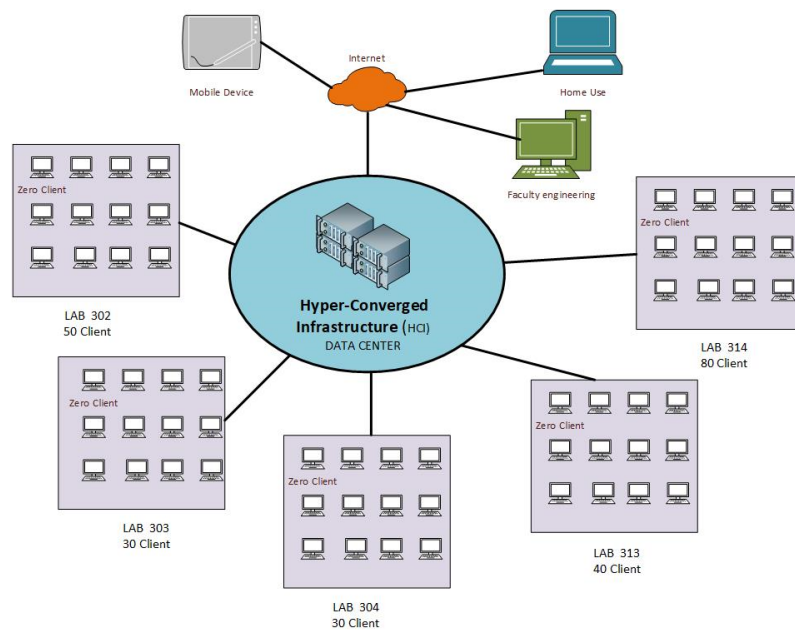 Internet
Mobile Device
Home Use
Faculty engineering
Zero Client
LAB 302
50 Client
Zero Client
LAB 314
80 Client
Hyper-Converged
Infrastructure (HCI)
DATA CENTER
Zero Client
LAB 303
30 Client
Zero Client
LAB 304
30 Client
Zero Client
LAB 313
40 Client